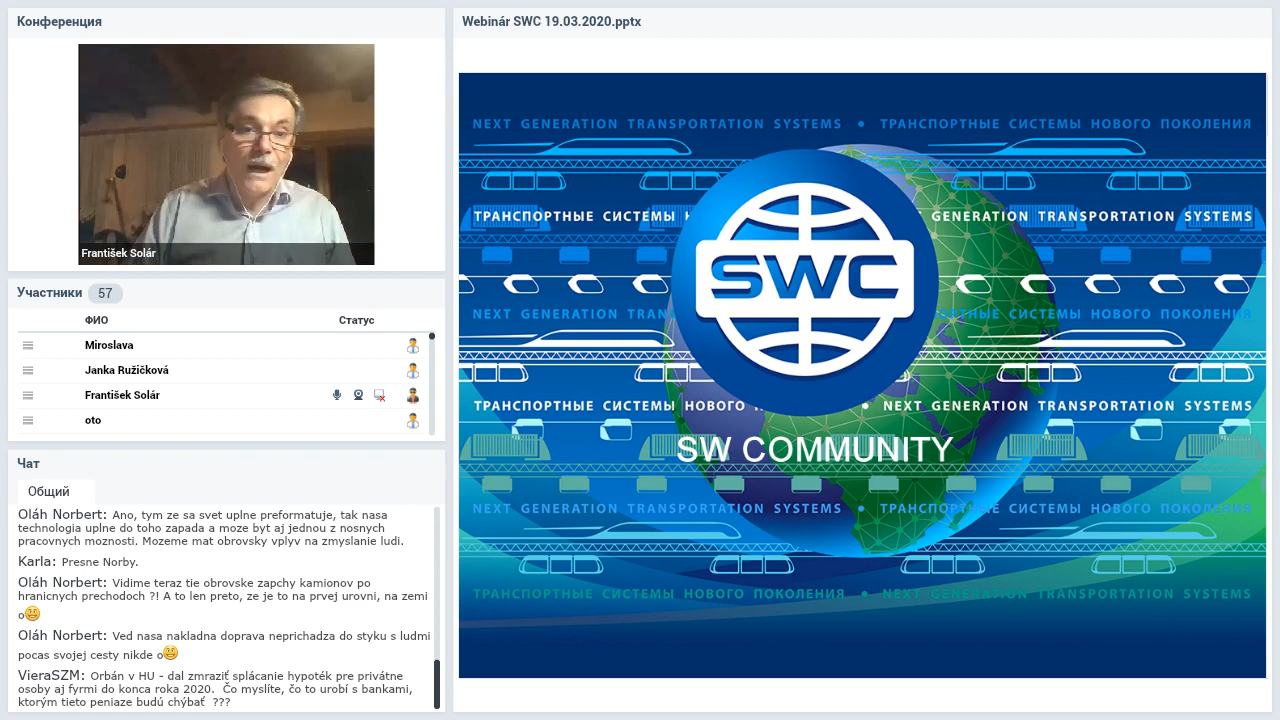 Конференция
František Solár
Участники 57
ФИО Статус
Miroslava
Janka Ružičková
František Solár
oto
Чат
Общий
Oláh Norbert: Ano, tym ze sa svet uplne preformatuje, tak nasa
technologia uplne do toho zapada a moze byt aj jednou z nosnych
pracovnych moznosti. Mozeme mat obrovsky vplyv na zmyslanie ludi.
Karla: Presne Norby.
Oláh Norbert: Vidime teraz tie obrovske zapchy kamionov po
hranicnych prechodoch ?! A to len preto, ze je to na prvej urovni, na zemi
o
Oláh Norbert: Ved nasa nakladna doprava neprichadza do styku s ludmi
pocas svojej cesty nikde o
VieraSZM: Orbán v HU - dal zmraziť splácanie hypoték pre privátne
osoby aj fyrmi do konca roka 2020. Čo myslíte, čo to urobí s bankami,
ktorým tieto peniaze budú chýbať ???
Webinár SWC 19.03.2020.pptx
NEXT GENERATION TRANSPORTATION SYSTEMS • ТРАНСПОРТНЫЕ СИСТЕМЫ НОВОГО ПОКОЛЕНИЯ
ТРАНСПОРТНЫЕ СИСТЕМЫ GENERATION TRANSPORTATION SYSTEMS
SWC
NEXT GENERATION СИСТЕМЫ НОВОГО ПОКОЛЕНИЯ
ТРАНСПОРТНЫЕ СИСТЕМЫ НОВОГО • NEXT GENERATION TRANSPORTATION SYSTEMS
SW COMMUNITY
NEXT GENERATION TRANSPORTATION SYSTEMS • ТРАНСПОРТНЫЕ СИСТЕМЫ НОВОГО ПОКОЛЕНИЯ
ТРАНСПОРТНЫЕ СИСТЕМЫ НОВОГО ПОКОЛЕНИЯ • NEXT GENERATION TRANSPORTATION SYSTEMS